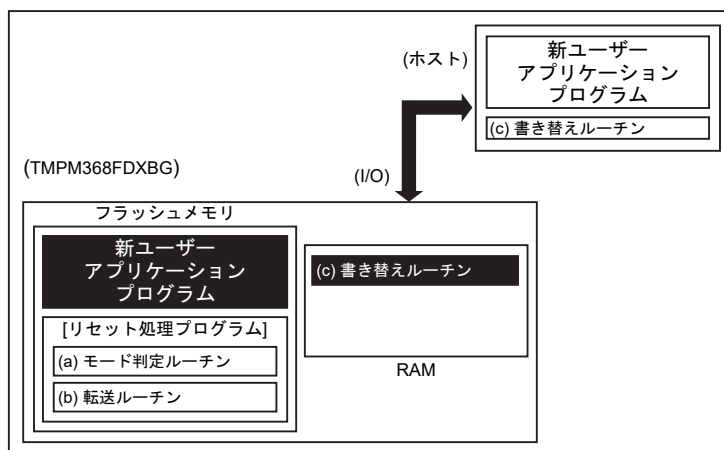 (ホスト)
新ユーザー
アプリケーション
プログラム
(c) 書き替えルーチン
(TMPM368FDXBG)
(I/O)
フラッシュメモリ
新ユーザー
アプリケーション
プログラム
[リセット処理プログラム]
(a) モード判定ルーチン
(b) 転送ルーチン
(c) 書き替えルーチン
RAM